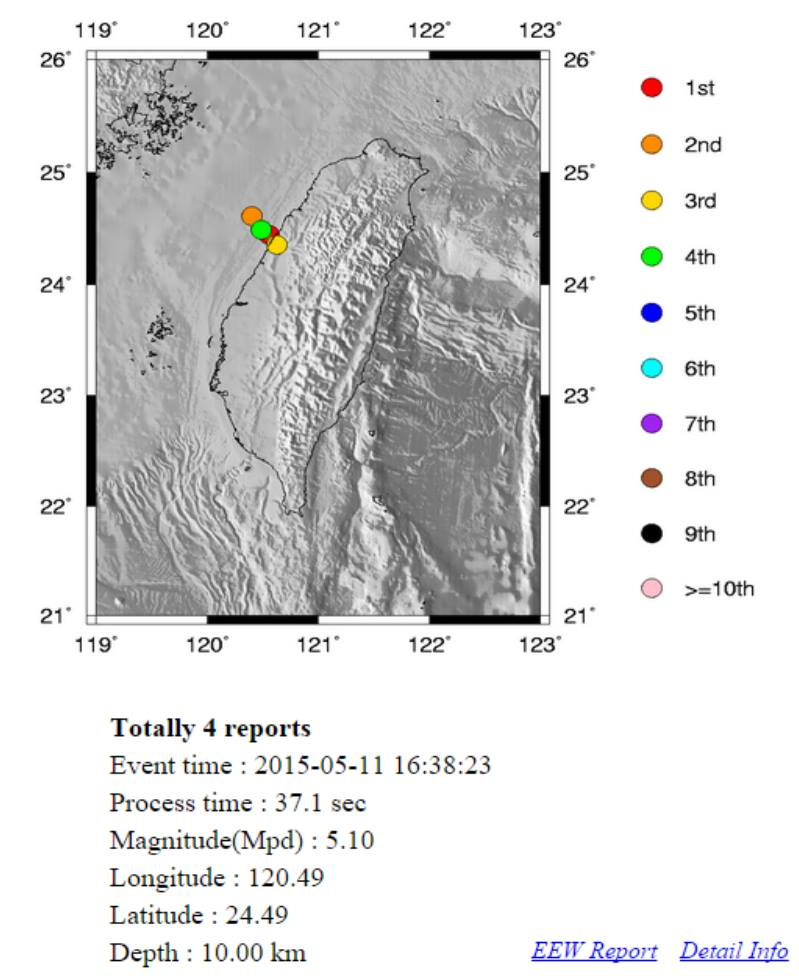 119° 120° 121° 122° 123°
26° 26°
1st
2nd
25° 25°
3rd
4th
24° 24°
5th
6th
23° 23°
7th
8th
22° 22°
9th
>=10th
21° 21°
119° 120° 121° 122° 123°
Totally 4 reports
Event time : 2015-05-11 16:38:23
Process time : 37.1 sec
Magnitude(Mpd) : 5.10
Longitude : 120.49
Latitude : 24.49
Depth : 10.00 km
EEW Report Detail Info